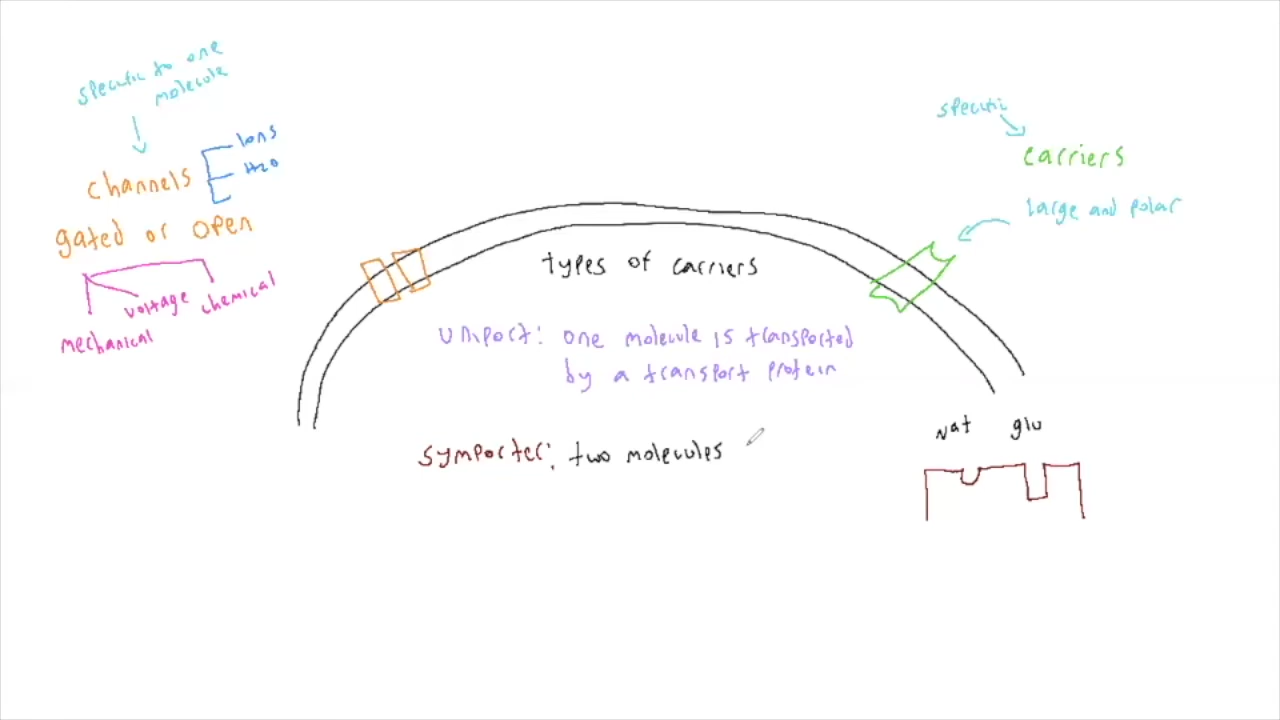 specific to one
molecule
Ions
H2O
channels
gated or open
voltage
chemical
mechanical
specific
carriers
large and polar
types of carriers
Uniport: one molecule is transported
by a transport protein
Symporter: two molecules
Na+ glu